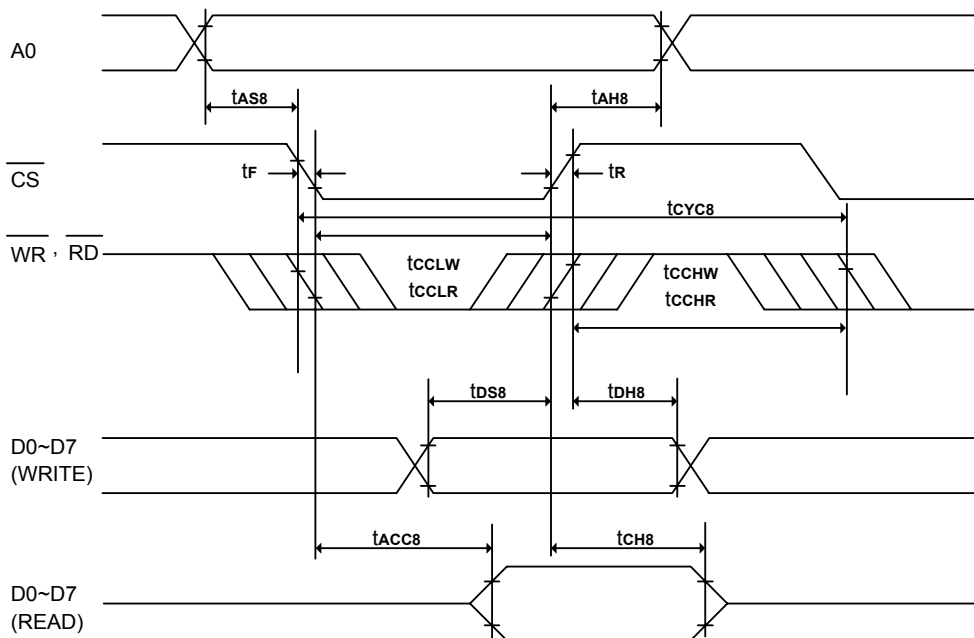 A0
tAS8
tAH8
CS
tF
tR
tCYC8
WR , RD
tCCLW
tCCLR
tCCHW
tCCHR
tDS8
tDH8
D0~D7
(WRITE)
tACC8
tCH8
D0~D7
(READ)